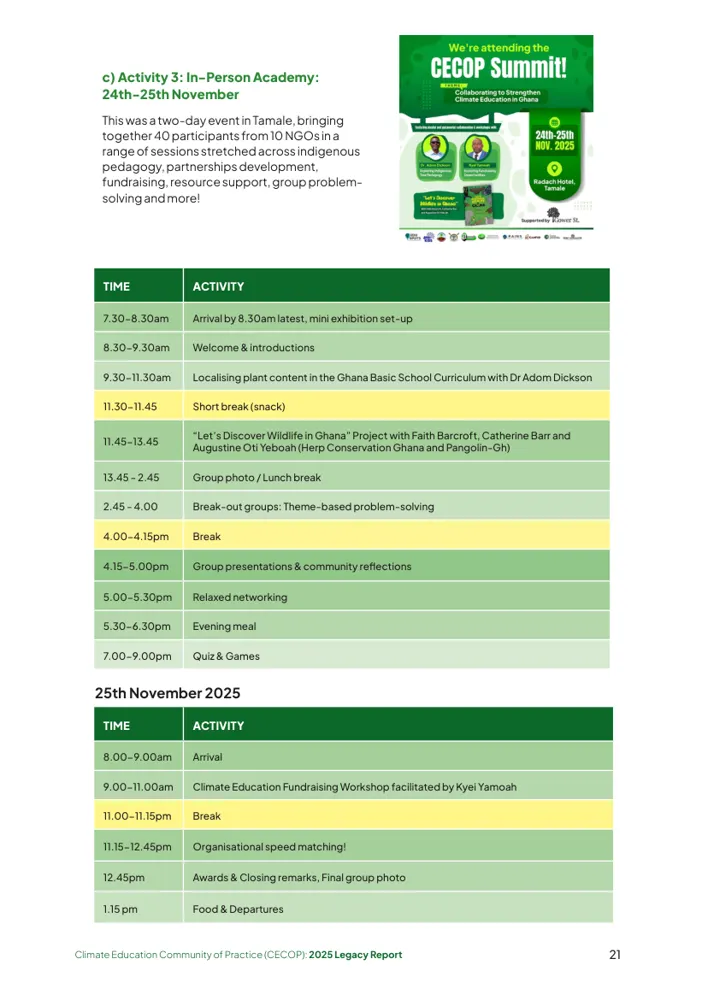 c) Activity 3: In-Person Academy:
24th-25th November
This was a two-day event in Tamale, bringing
together 40 participants from 10 NGOs in a
range of sessions stretched across indigenous
pedagogy, partnerships development,
fundraising, resource support, group problem-
solving and more!
We're attending the
CECOP Summit!
Collaborating to Strengthen
Climate Education in Ghana
24th-25th
NOV. 2025
Radach Hotel,
Tamale
"Let's Discover
Wildlife in Ghana"
Supported by
TIME ACTIVITY
7.30-8.30am Arrival by 8.30am latest, mini exhibition set-up
8.30-9.30am Welcome & introductions
9.30-11.30am Localising plant content in the Ghana Basic School Curriculum with Dr Adom Dickson
11.30-11.45 Short break (snack)
11.45-13.45 "Let's Discover Wildlife in Ghana" Project with Faith Barcroft, Catherine Barr and
Augustine Oti Yeboah (Herp Conservation Ghana and Pangolin-Gh)
13.45 - 2.45 Group photo / Lunch break
2.45 - 4.00 Break-out groups: Theme-based problem-solving
4.00-4.15pm Break
4.15-5.00pm Group presentations & community reflections
5.00-5.30pm Relaxed networking
5.30-6.30pm Evening meal
7.00-9.00pm Quiz & Games
25th November 2025
TIME ACTIVITY
8.00-9.00am Arrival
9.00-11.00am Climate Education Fundraising Workshop facilitated by Kyei Yamoah
11.00-11.15pm Break
11.15-12.45pm Organisational speed matching!
12.45pm Awards & Closing remarks, Final group photo
1.15 pm Food & Departures
Climate Education Community of Practice (CECOP): 2025 Legacy Report 21